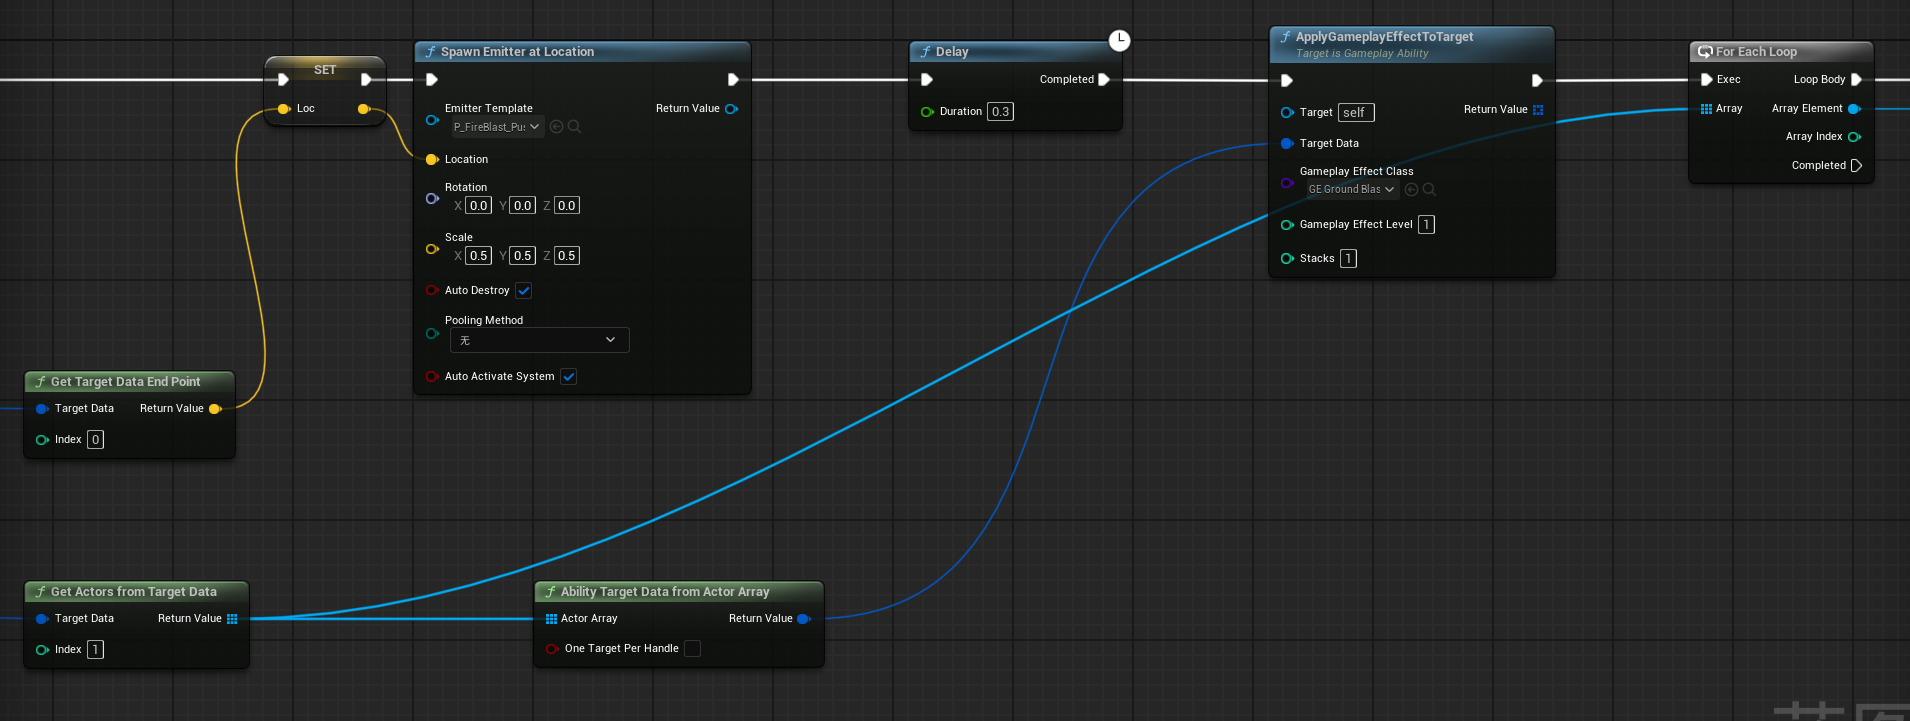 SET
Loc
Spawn Emitter at Location
Emitter Template
Return Value
P_FireBlast_Pu
Location
Rotation
X 0.0 Y 0.0 Z 0.0
Scale
X 0.5 Y 0.5 Z 0.5
Auto Destroy
Pooling Method
无
Auto Activate System
Delay
Completed
Duration 0.3
ApplyGameplayEffectToTarget
Target is Gameplay Ability
Target self
Return Value
Target Data
Gameplay Effect Class
GE Ground Blas
Gameplay Effect Level 1
Stacks 1
For Each Loop
Exec Loop Body
Array Array Element
Array Index
Completed
Get Target Data End Point
Target Data Return Value
Index 0
Get Actors from Target Data
Target Data Return Value
Index 1
Ability Target Data from Actor Array
Actor Array Return Value
One Target Per Handle